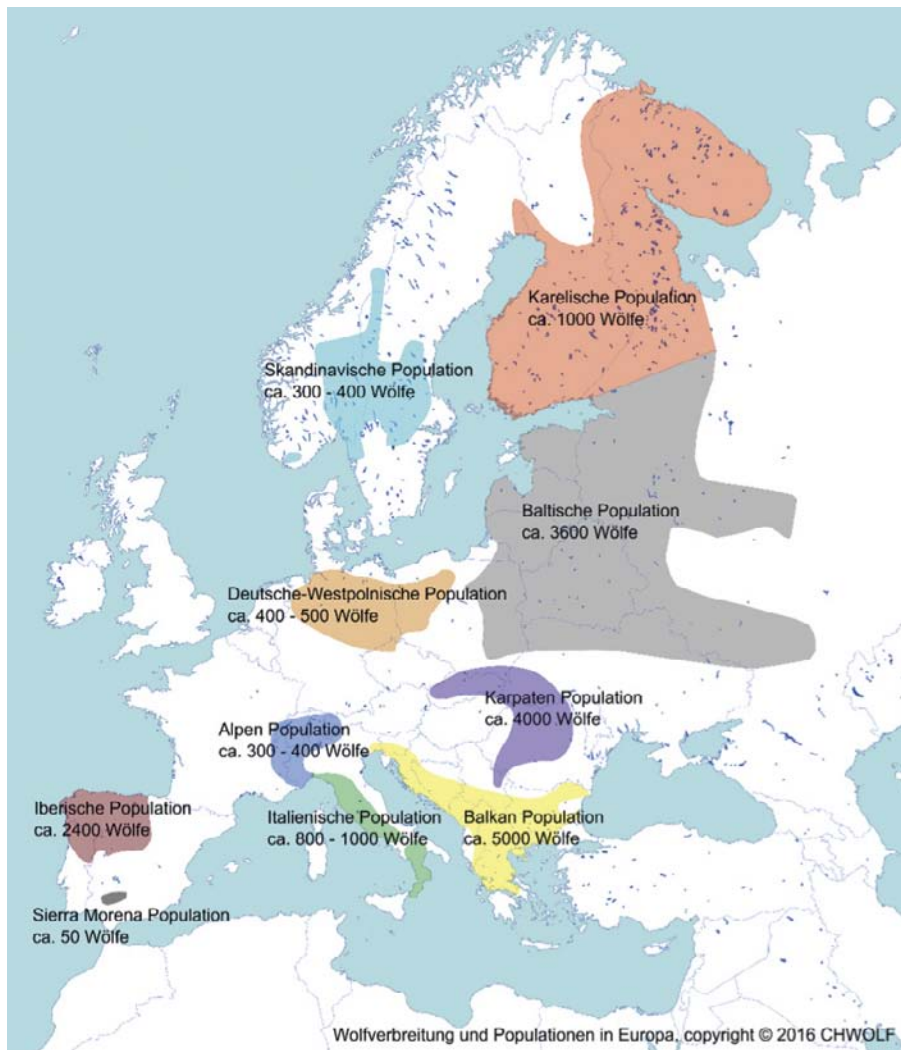 Karelische Population
ca. 1000 Wölfe
Skandinavische Population
ca. 300 - 400 Wölfe
Baltische Population
ca. 3600 Wölfe
Deutsche-Westpolnische Population
ca. 400 - 500 Wölfe
Karpaten Population
ca. 4000 Wölfe
Alpen Population
ca. 300 - 400 Wölfe
Iberische Population
ca. 2400 Wölfe
Italienische Population
ca. 800 - 1000 Wölfe
Balkan Population
ca. 5000 Wölfe
Sierra Morena Population
ca. 50 Wölfe
Wolfverbreitung und Populationen in Europa, copyright © 2016 CHWOLF